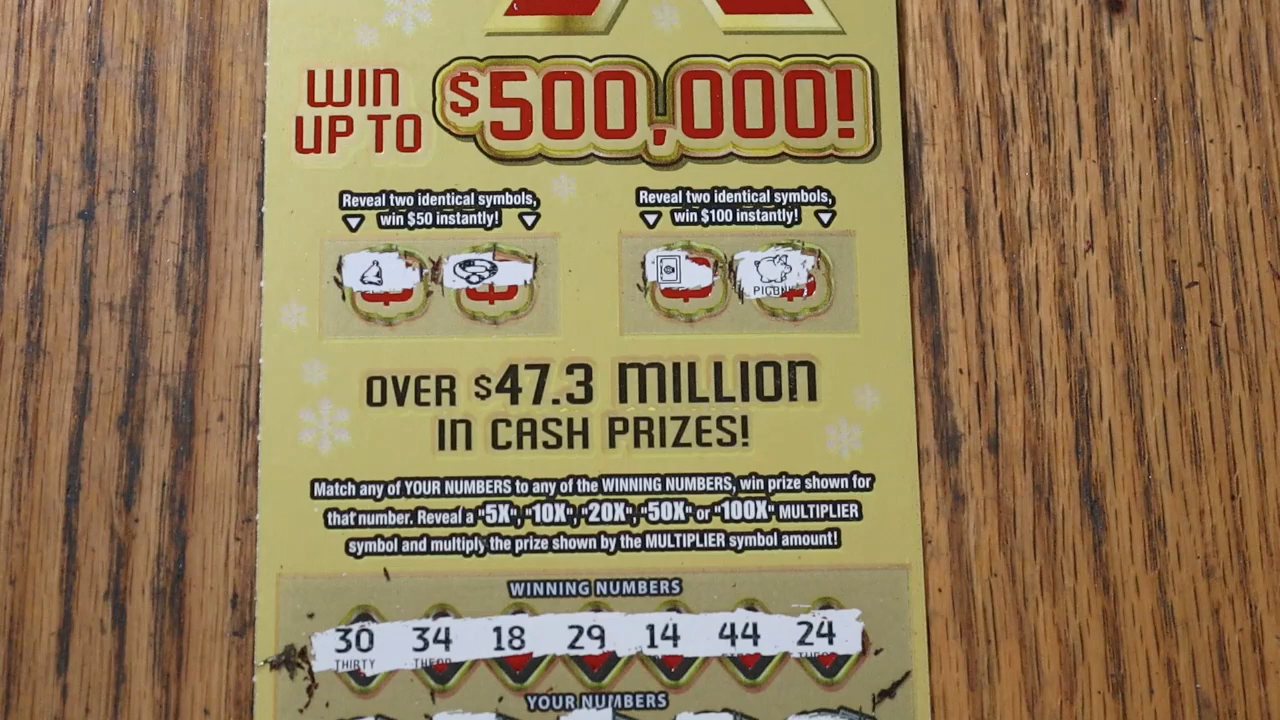 WIN
UP TO
$500,000!
Reveal two identical symbols,
win $50 instantly!
Reveal two identical symbols,
win $100 instantly!
PIGBNK
OVER $47.3 MILLION
IN CASH PRIZES!
Match any of YOUR NUMBERS to any of the WINNING NUMBERS, win prize shown for
that number. Reveal a "5X", "10X", "20X", "50X" or "100X" MULTIPLIER
symbol and multiply the prize shown by the MULTIPLIER symbol amount!
WINNING NUMBERS
30 34 18 29 14 44 24
THIRTY
YOUR NUMBERS